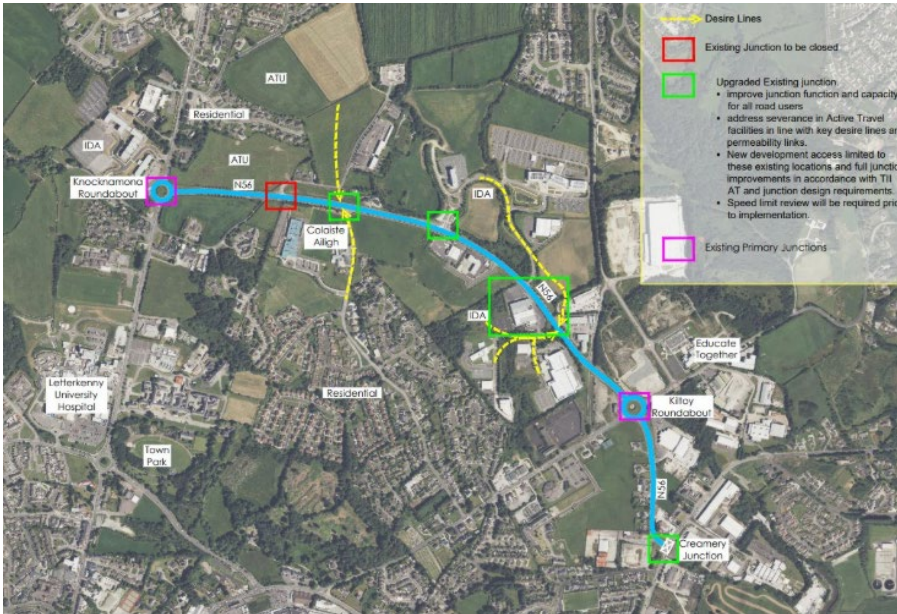 Desire Lines
Existing Junction to be closed
Upgraded Existing junction
• improve junction function and capacity
for all road users
• address severance in Active Travel
facilities in line with key desire lines
permeability links.
• New development access limited to
these existing locations and full
improvements in accordance with TII
AT and junction design requirements.
• Speed limit review will be required
to implementation.
Existing Primary Junctions
ATU
Residential
IDA
ATU
Knocknamona
Roundabout
N56
Colaiste
Ailigh
IDA
N56
IDA
Educate
Together
Letterkenny
University
Hospital
Residential
Kiltoy
Roundabout
Town
Park
N56
Creamery
Junction